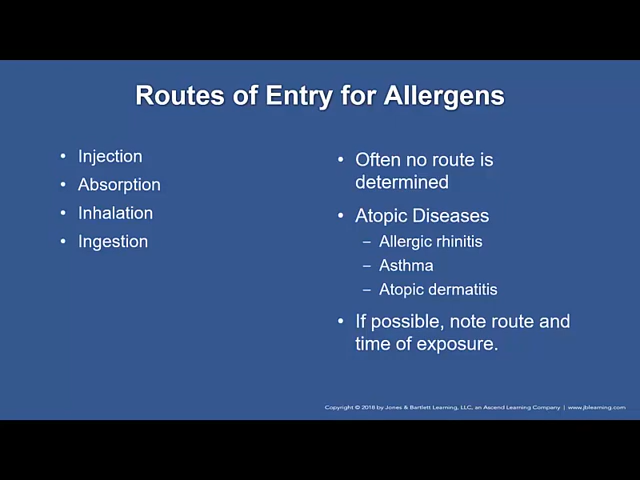 Routes of Entry for Allergens
• Injection
• Absorption
• Inhalation
• Ingestion
• Often no route is
determined
• Atopic Diseases
– Allergic rhinitis
– Asthma
– Atopic dermatitis
• If possible, note route and
time of exposure.
Copyright © 2018 by Jones & Bartlett Learning, LLC, an Ascend Learning Company | www.jblearning.com